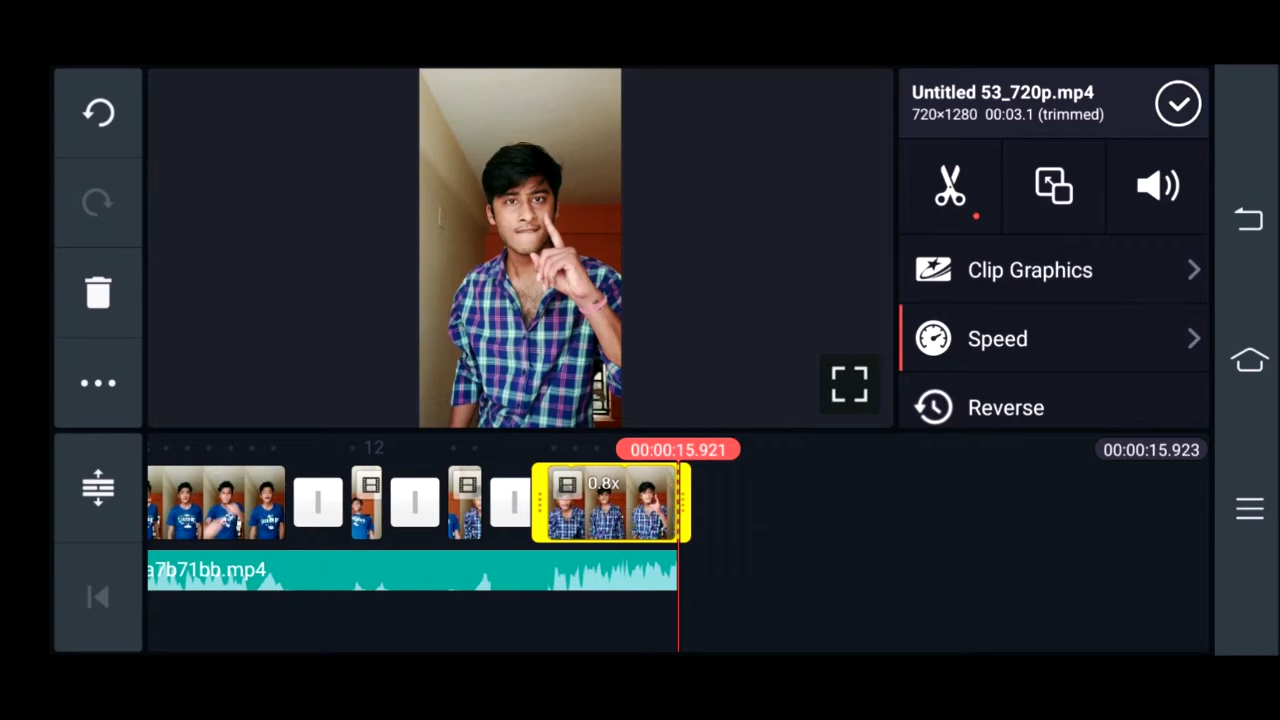 Untitled 53_720p.mp4
720×1280 00:03.1 (trimmed)
Clip Graphics
Speed
Reverse
12
00:00:15.921
00:00:15.923
0.8x
a7b71bb.mp4